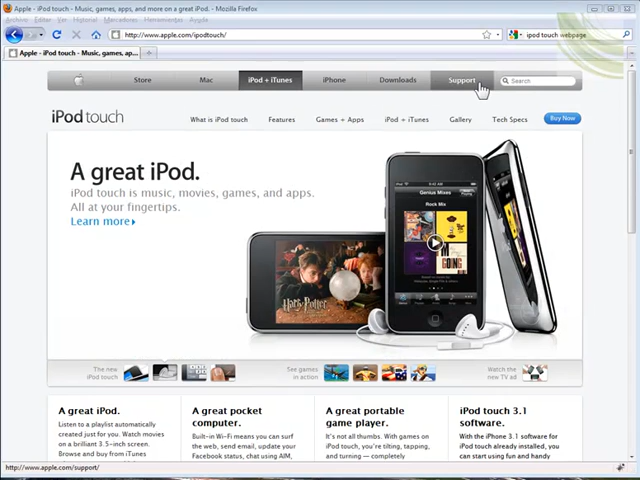 Apple - iPod touch - Music, games, apps, and more on a great iPod. - Mozilla Firefox
Archivo Editar Ver Historial Marcadores Herramientas Ayuda
http://www.apple.com/ipodtouch/
ipod touch webpage
Apple - iPod touch - Music, games, ap...
Store Mac iPod + iTunes iPhone Downloads Support Search
iPod touch What is iPod touch Features Games + Apps iPod + iTunes Gallery Tech Specs Buy Now
A great iPod.
iPod touch is music, movies, games, and apps.
All at your fingertips.
Learn more
Genius Mixes
Rock Mix
Harry Potter
The new
iPod touch
See games
in action
Watch the
new TV ad
A great iPod.
Listen to a playlist automatically
created just for you. Watch movies
on a brilliant 3.5-inch screen.
Browse and buy from iTunes
A great pocket
computer.
Built-in Wi-Fi means you can surf
the web, send email, update your
Facebook status, chat using AIM,
A great portable
game player.
It's not all thumbs. With games on
iPod touch, you're tilting, tapping,
and turning — completely
iPod touch 3.1
software.
With the iPhone 3.1 software for
iPod touch already installed, you
can start using fun and handy
http://www.apple.com/support/